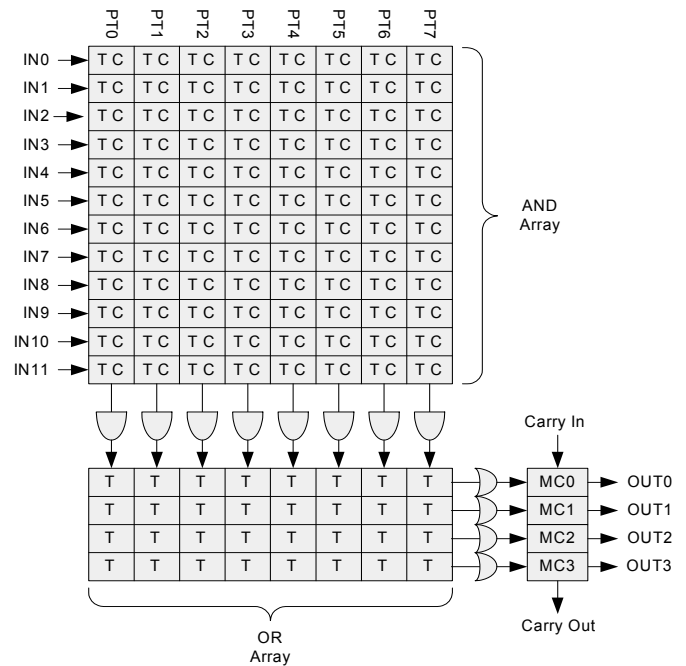 PT0 PT1 PT2 PT3 PT4 PT5 PT6 PT7
IN0 T C T C T C T C T C T C T C T C
IN1 T C T C T C T C T C T C T C T C
IN2 T C T C T C T C T C T C T C T C
IN3 T C T C T C T C T C T C T C T C
IN4 T C T C T C T C T C T C T C T C
IN5 T C T C T C T C T C T C T C T C
IN6 T C T C T C T C T C T C T C T C
IN7 T C T C T C T C T C T C T C T C
IN8 T C T C T C T C T C T C T C T C
IN9 T C T C T C T C T C T C T C T C
IN10 T C T C T C T C T C T C T C T C
IN11 T C T C T C T C T C T C T C T C
AND
Array
Carry In
T T T T T T T T MC0 OUT0
T T T T T T T T MC1 OUT1
T T T T T T T T MC2 OUT2
T T T T T T T T MC3 OUT3
Carry Out
OR
Array